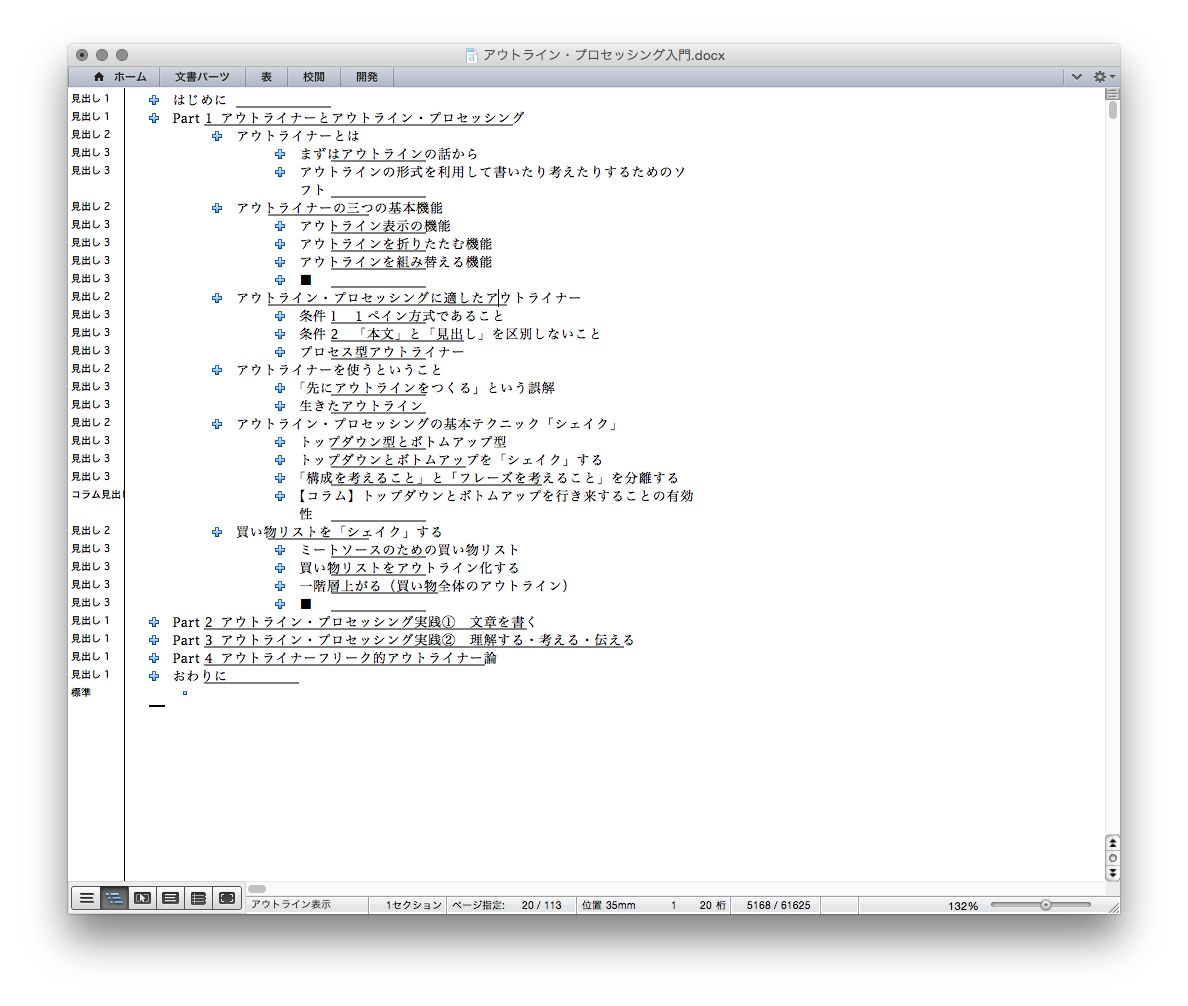 アウトライン・プロセッシング入門.docx
ホーム 文書パーツ 表 校閲 開発
見出し 1 はじめに
見出し 1 Part 1 アウトライナーとアウトライン・プロセッシング
見出し 2 アウトライナーとは
見出し 3 まずはアウトラインの話から
見出し 3 アウトラインの形式を利用して書いたり考えたりするためのソ
フト
見出し 2 アウトライナーの三つの基本機能
見出し 3 アウトライン表示の機能
見出し 3 アウトラインを折りたたむ機能
見出し 3 アウトラインを組み替える機能
見出し 3 ■
見出し 2 アウトライン・プロセッシングに適したアウトライナー
見出し 3 条件1 1ペイン方式であること
見出し 3 条件2 「本文」と「見出し」を区別しないこと
見出し 3 プロセス型アウトライナー
見出し 2 アウトライナーを使うということ
見出し 3 「先にアウトラインをつくる」という誤解
見出し 3 生きたアウトライン
見出し 2 アウトライン・プロセッシングの基本テクニック「シェイク」
見出し 3 トップダウン型とボトムアップ型
見出し 3 トップダウンとボトムアップを「シェイク」する
見出し 3 「構成を考えること」と「フレーズを考えること」を分離する
コラム見出し 【コラム】トップダウンとボトムアップを行き来することの有効
性
見出し 2 買い物リストを「シェイク」する
見出し 3 ミートソースのための買い物リスト
見出し 3 買い物リストをアウトライン化する
見出し 3 一階層上がる（買い物全体のアウトライン）
見出し 3 ■
見出し 1 Part 2 アウトライン・プロセッシング実践① 文章を書く
見出し 1 Part 3 アウトライン・プロセッシング実践② 理解する・考える・伝える
見出し 1 Part 4 アウトライナーフリーク的アウトライナー論
見出し 1 おわりに
標準
アウトライン表示 1セクション ページ指定: 20 / 113 位置 35mm 1 20 桁 5168 / 61625 132%